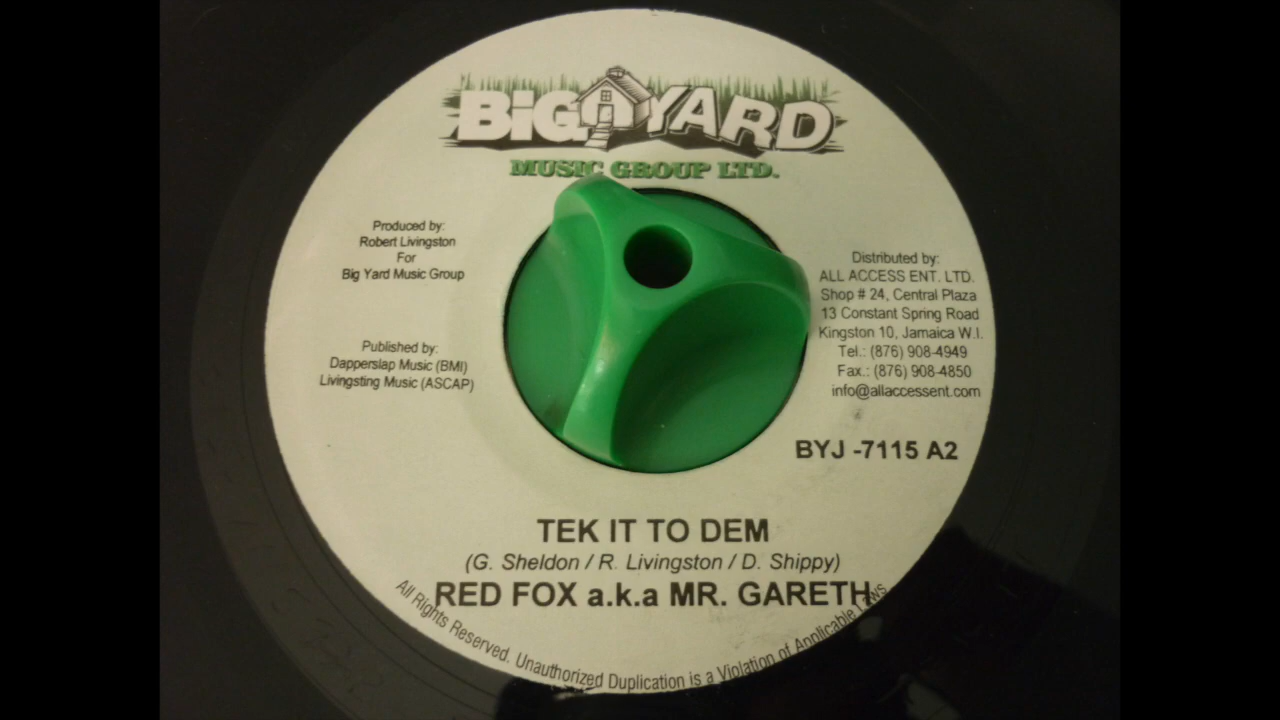 BIG YARD
MUSIC GROUP LTD.
Produced by:
Robert Livingston
For
Big Yard Music Group
Published by:
Dapperslap Music (BMI)
Livingsting Music (ASCAP)
Distributed by:
ALL ACCESS ENT. LTD.
Shop # 24, Central Plaza
13 Constant Spring Road
Kingston 10, Jamaica W.I.
Tel.: (876) 908-4949
Fax.: (876) 908-4850
info@allaccessent.com
BYJ -7115 A2
TEK IT TO DEM
(G. Sheldon / R. Livingston / D. Shippy)
RED FOX a.k.a MR. GARETH
All Rights Reserved. Unauthorized Duplication is a Violation of Applicable Laws